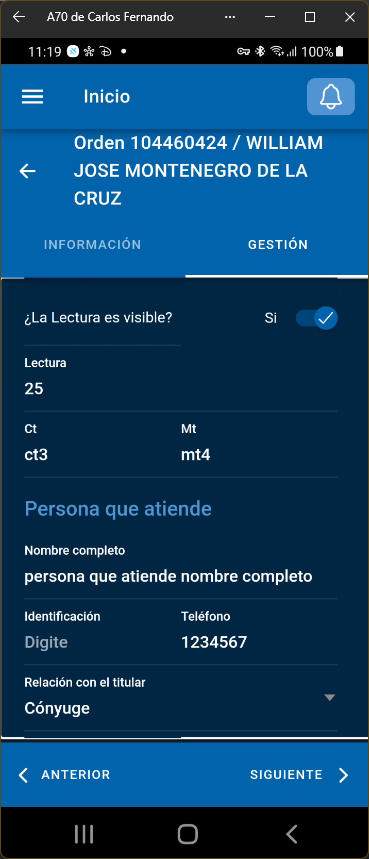 A70 de Carlos Fernando
11:19
100%
Inicio
Orden 104460424 / WILLIAM
JOSE MONTENEGRO DE LA
CRUZ
INFORMACIÓN GESTIÓN
¿La Lectura es visible? Si
Lectura
25
Ct Mt
ct3 mt4
Persona que atiende
Nombre completo
persona que atiende nombre completo
Identificación Teléfono
Digite 1234567
Relación con el titular
Cónyuge
ANTERIOR SIGUIENTE